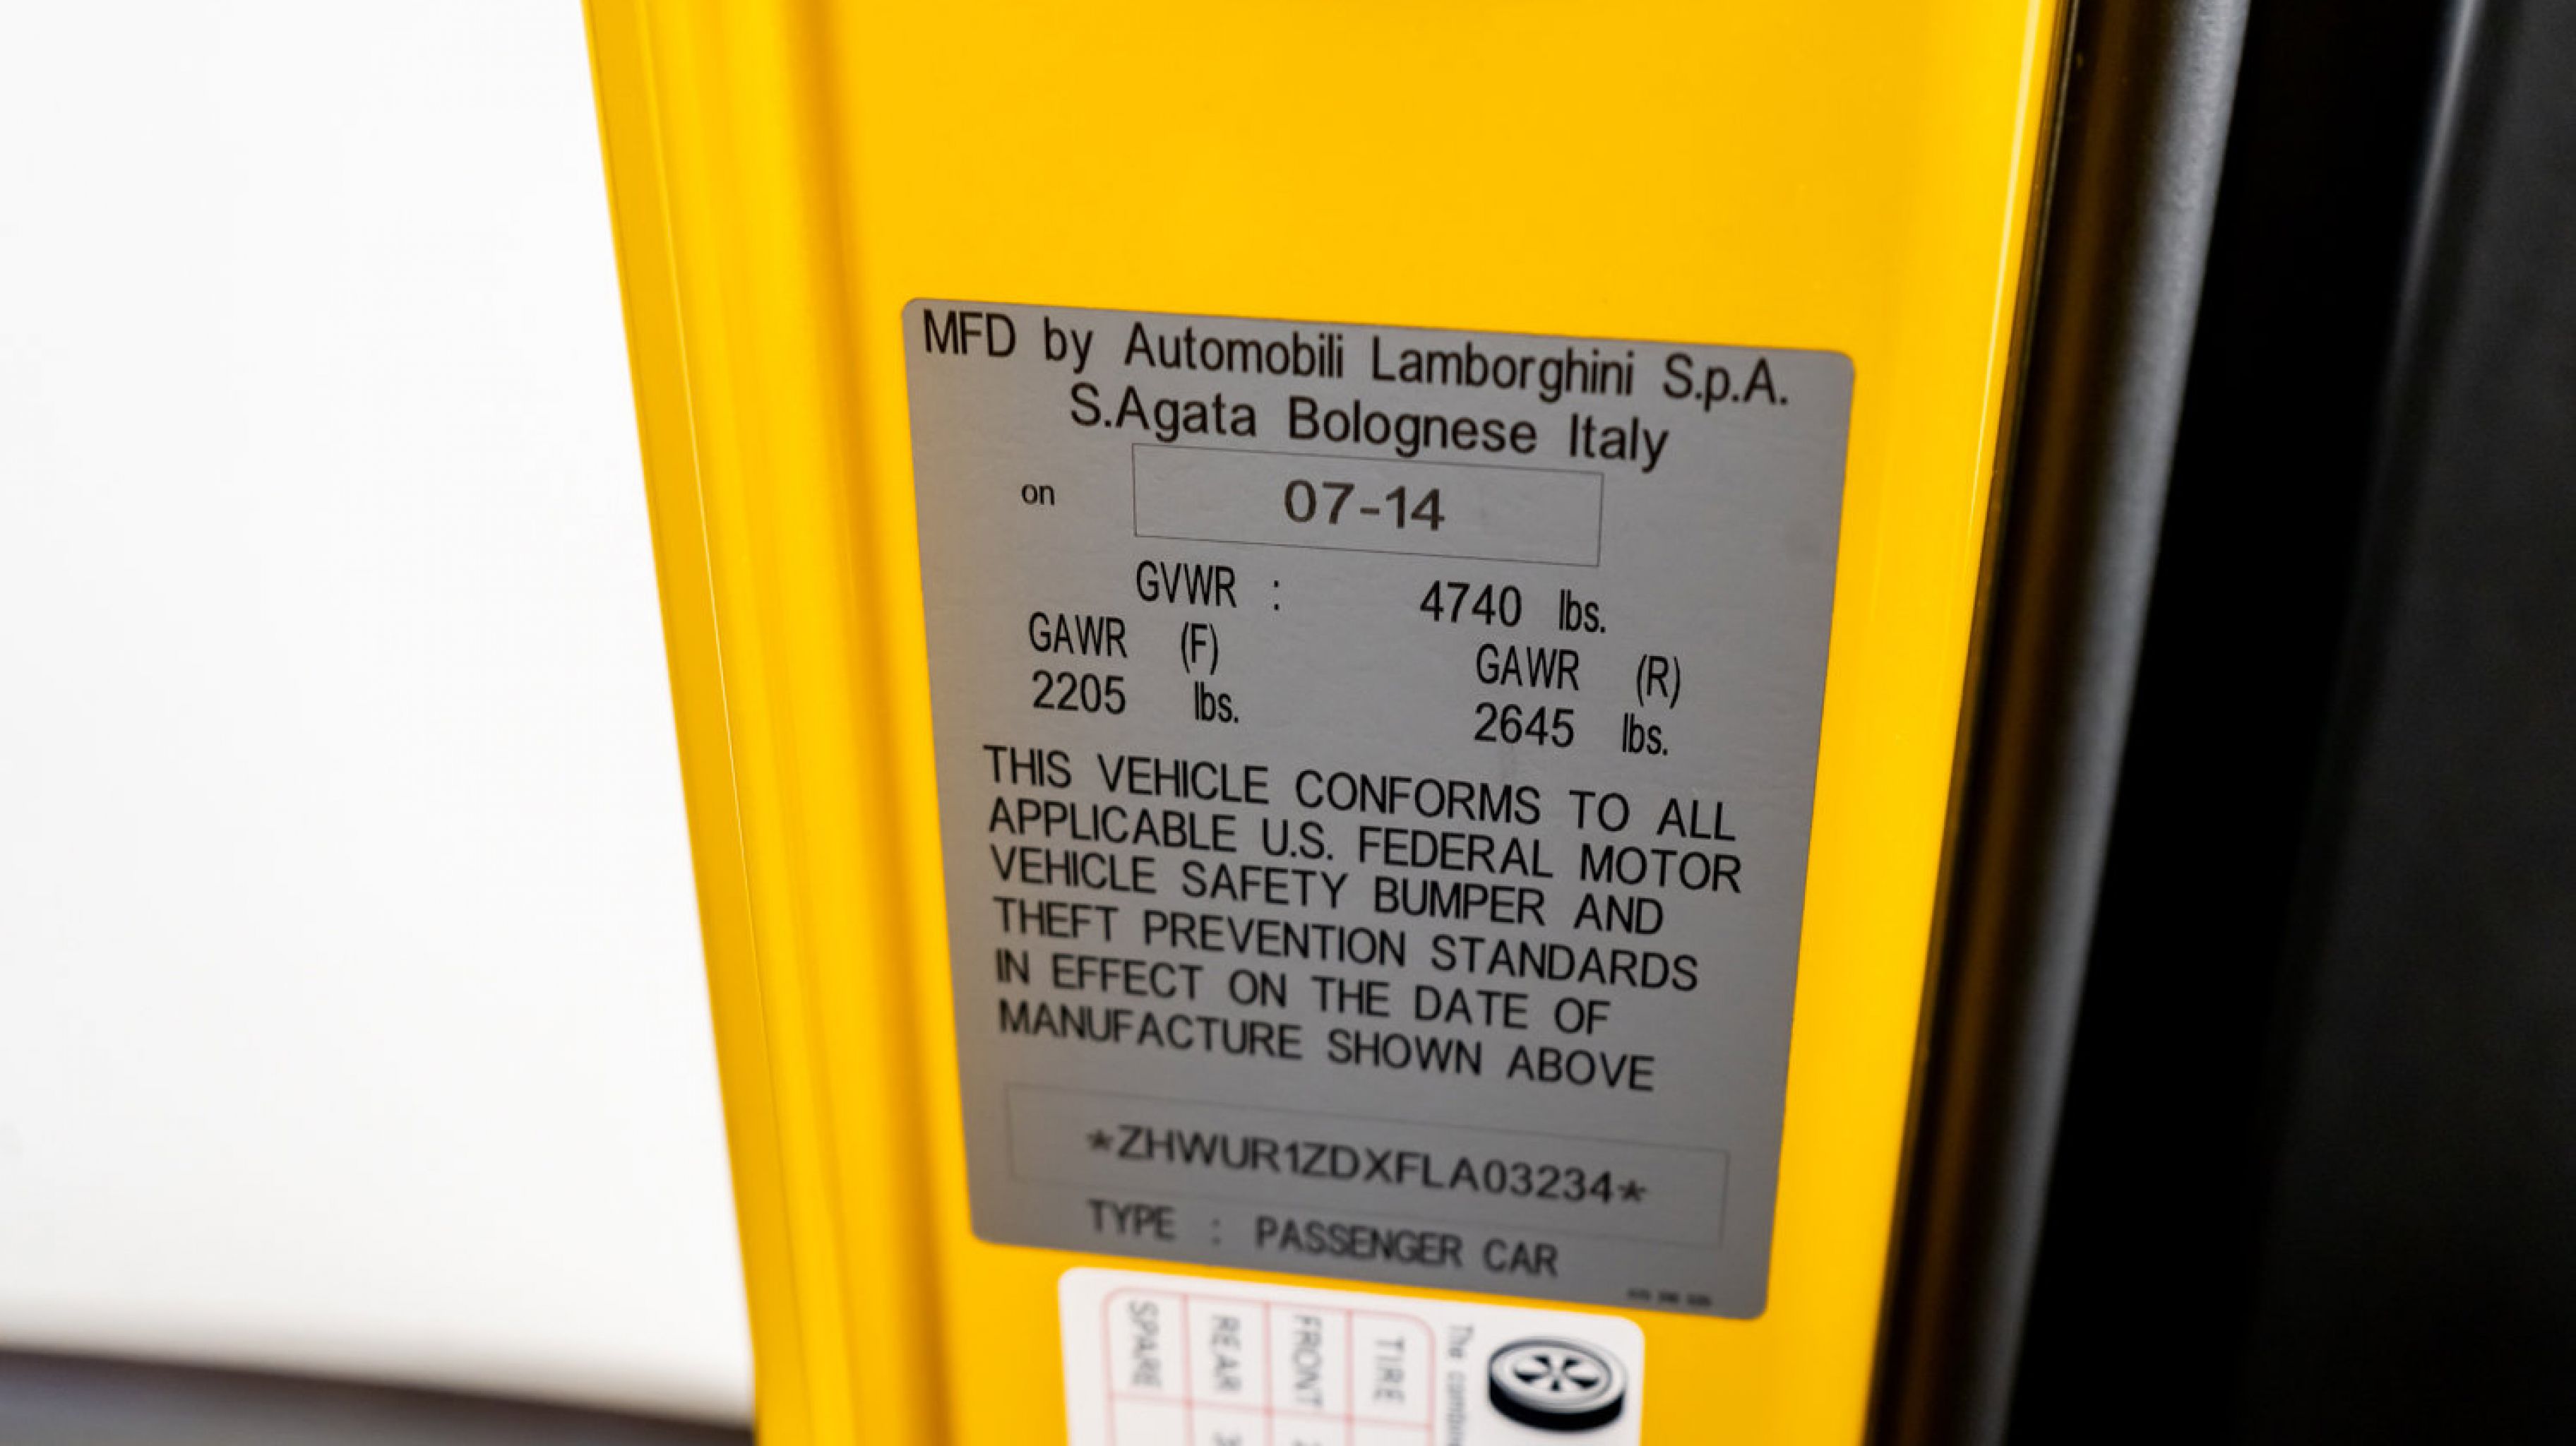 MFD by Automobili Lamborghini S.p.A.
S.Agata Bolognese Italy
on 07-14
GVWR : 4740 lbs.
GAWR (F) GAWR (R)
2205 lbs. 2645 lbs.
THIS VEHICLE CONFORMS TO ALL
APPLICABLE U.S. FEDERAL MOTOR
VEHICLE SAFETY BUMPER AND
THEFT PREVENTION STANDARDS
IN EFFECT ON THE DATE OF
MANUFACTURE SHOWN ABOVE
*ZHWUR1ZDXFLA03234*
TYPE : PASSENGER CAR
The
TIRE
FRONT
REAR
SPARE